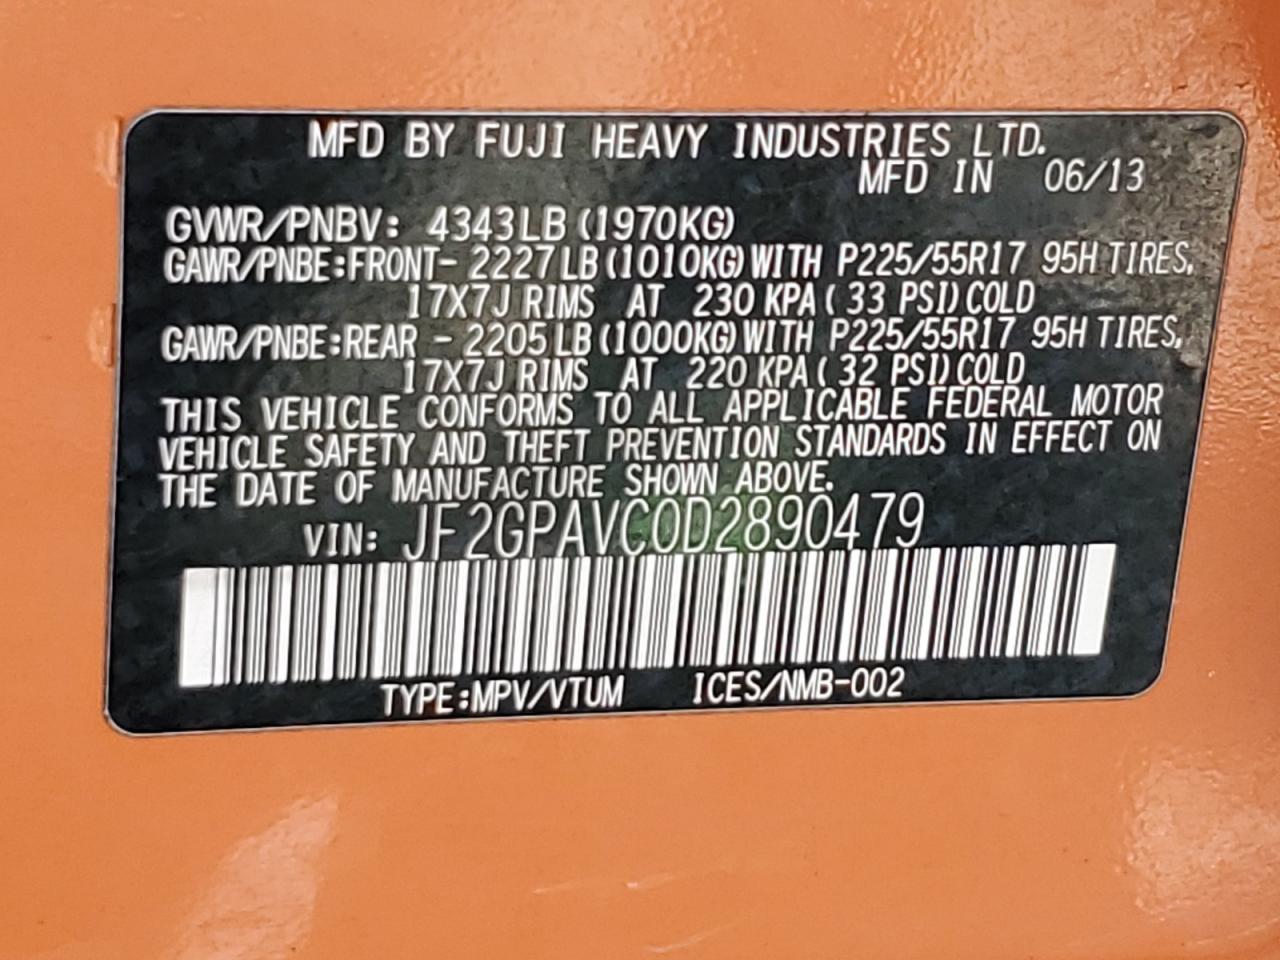 MFD BY FUJI HEAVY INDUSTRIES LTD.
MFD IN 06/13
GVWR/PNBV: 4343LB (1970KG)
GAWR/PNBE:FRONT- 2227LB(1010KG)WITH P225/55R17 95H TIRES,
17X7J RIMS AT 230 KPA( 33 PSI)COLD
GAWR/PNBE:REAR - 2205LB(1000KG)WITH P225/55R17 95H TIRES,
17X7J RIMS AT 220 KPA( 32 PSI)COLD
THIS VEHICLE CONFORMS TO ALL APPLICABLE FEDERAL MOTOR
VEHICLE SAFETY AND THEFT PREVENTION STANDARDS IN EFFECT ON
THE DATE OF MANUFACTURE SHOWN ABOVE.
VIN: JF2GPAVC0D2890479
TYPE:MPV/VTUM ICES/NMB-002